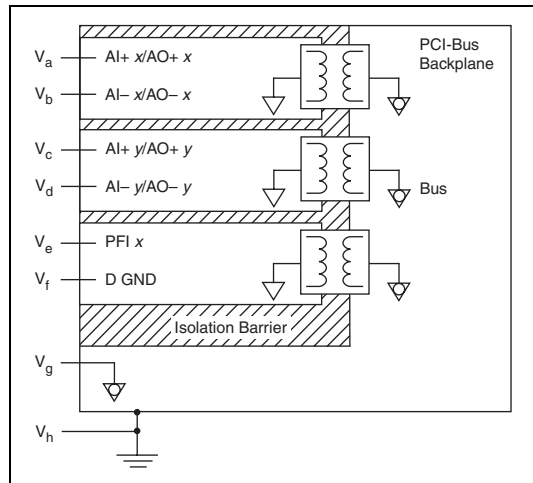 Va
AI+ x/AO+ x
PCI-Bus
Backplane
Vb
AI– x/AO– x
Vc
AI+ y/AO+ y
Vd
AI– y/AO– y
Bus
Ve
PFI x
Vf
D GND
Isolation Barrier
Vg
Vh